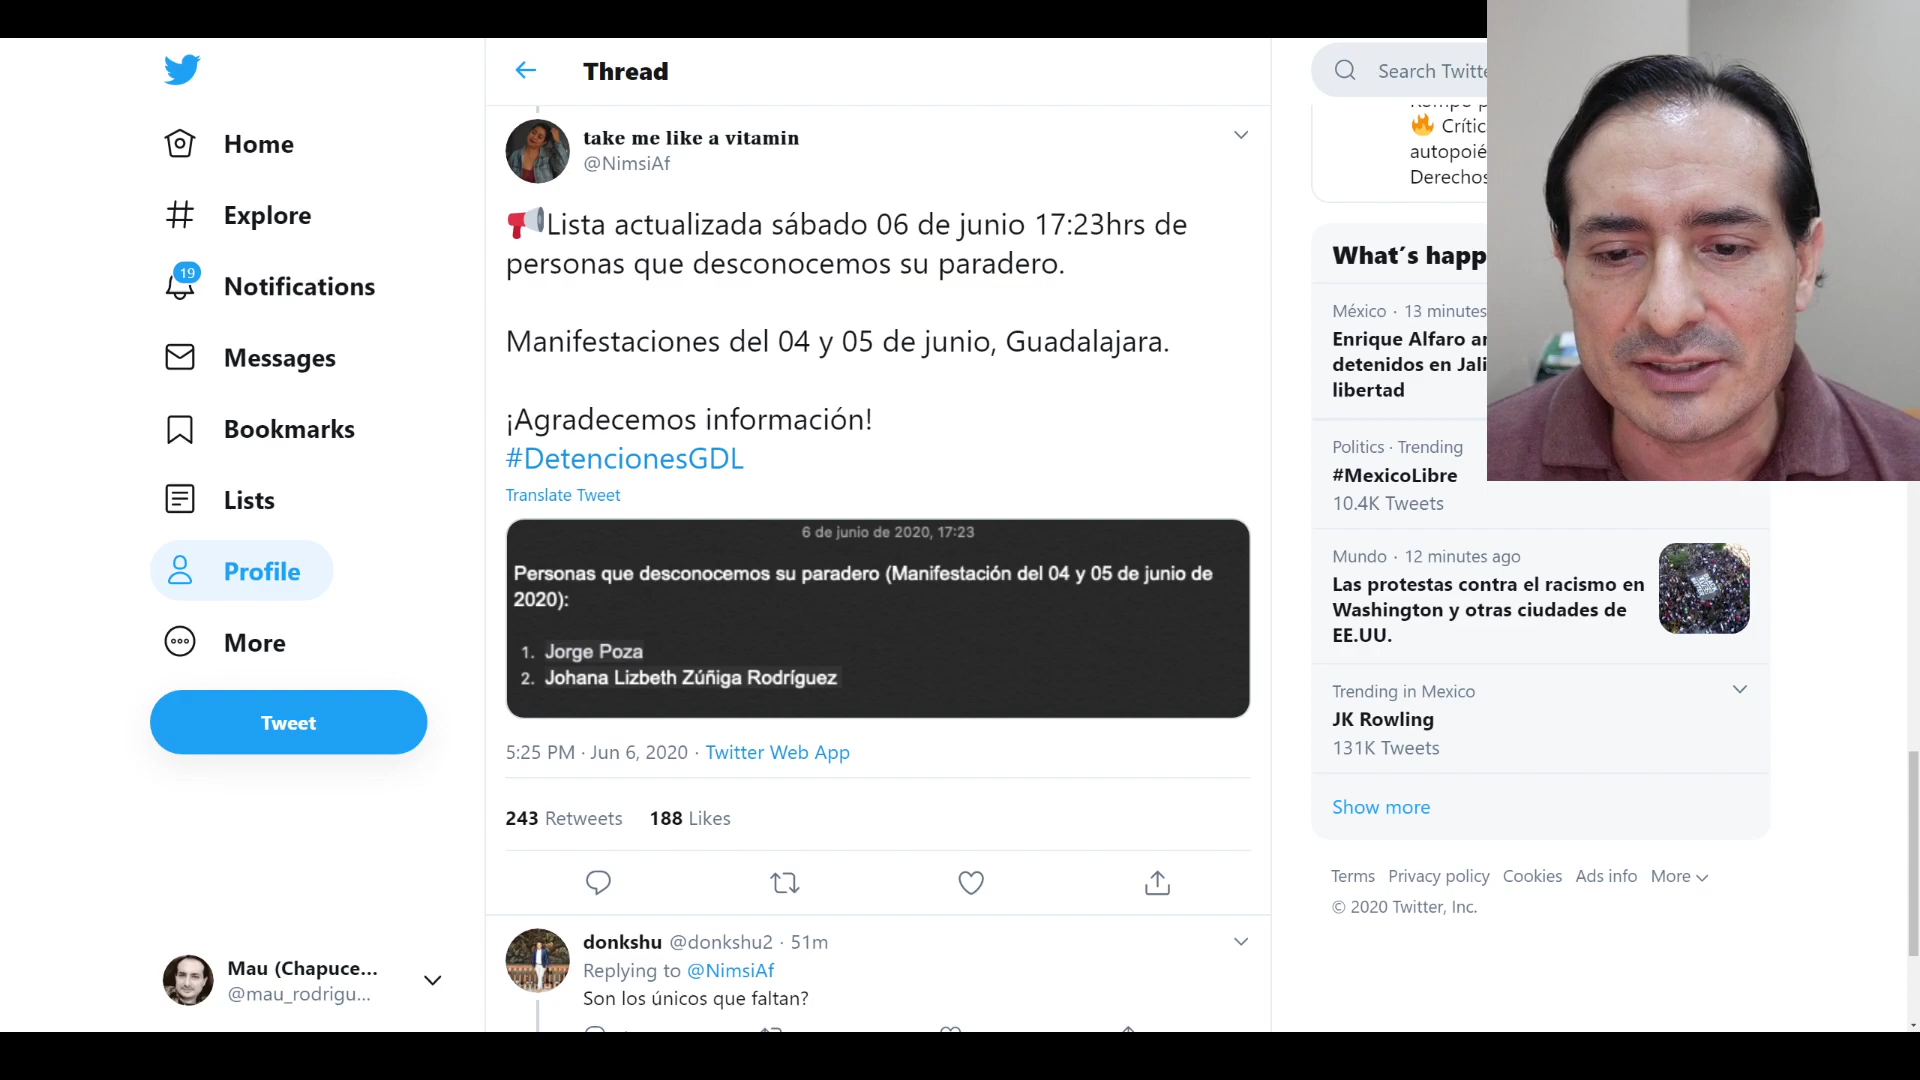 Home
Explore
19
Notifications
Messages
Bookmarks
Lists
Profile
More
Tweet
Mau (Chapuce...
@mau_rodrigu...
Thread
take me like a vitamin
@NimsiAf
Lista actualizada sábado 06 de junio 17:23hrs de
personas que desconocemos su paradero.
Manifestaciones del 04 y 05 de junio, Guadalajara.
¡Agradecemos información!
#DetencionesGDL
Translate Tweet
6 de junio de 2020, 17:23
Personas que desconocemos su paradero (Manifestación del 04 y 05 de junio de
2020):
1. Jorge Poza
2. Johana Lizbeth Zúñiga Rodríguez
5:25 PM · Jun 6, 2020 · Twitter Web App
243 Retweets 188 Likes
donkshu @donkshu2 · 51m
Replying to @NimsiAf
Son los únicos que faltan?
Search Twitte
Crític
autopoié
Derechos
What's happ
México · 13 minutes
Enrique Alfaro an
detenidos en Jali
libertad
Politics · Trending
#MexicoLibre
10.4K Tweets
Mundo · 12 minutes ago
Las protestas contra el racismo en
Washington y otras ciudades de
EE.UU.
Trending in Mexico
JK Rowling
131K Tweets
Show more
Terms Privacy policy Cookies Ads info More
© 2020 Twitter, Inc.